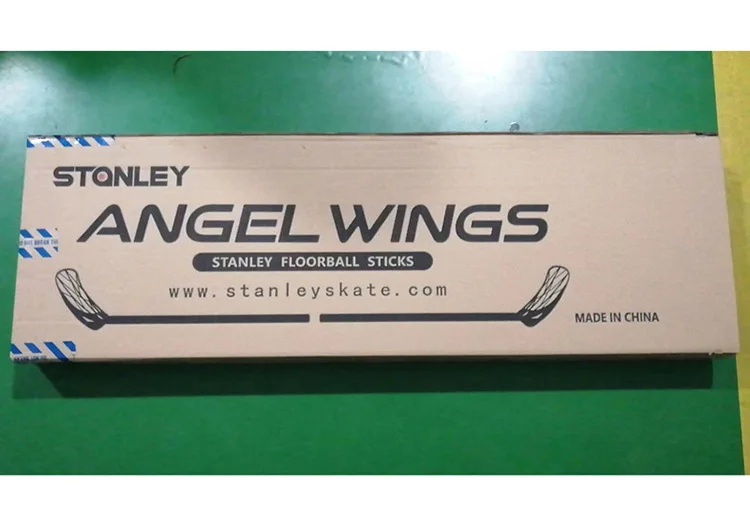 STANLEY
ANGEL WINGS
STANLEY FLOORBALL STICKS
www.stanleyskate.com
MADE IN CHINA